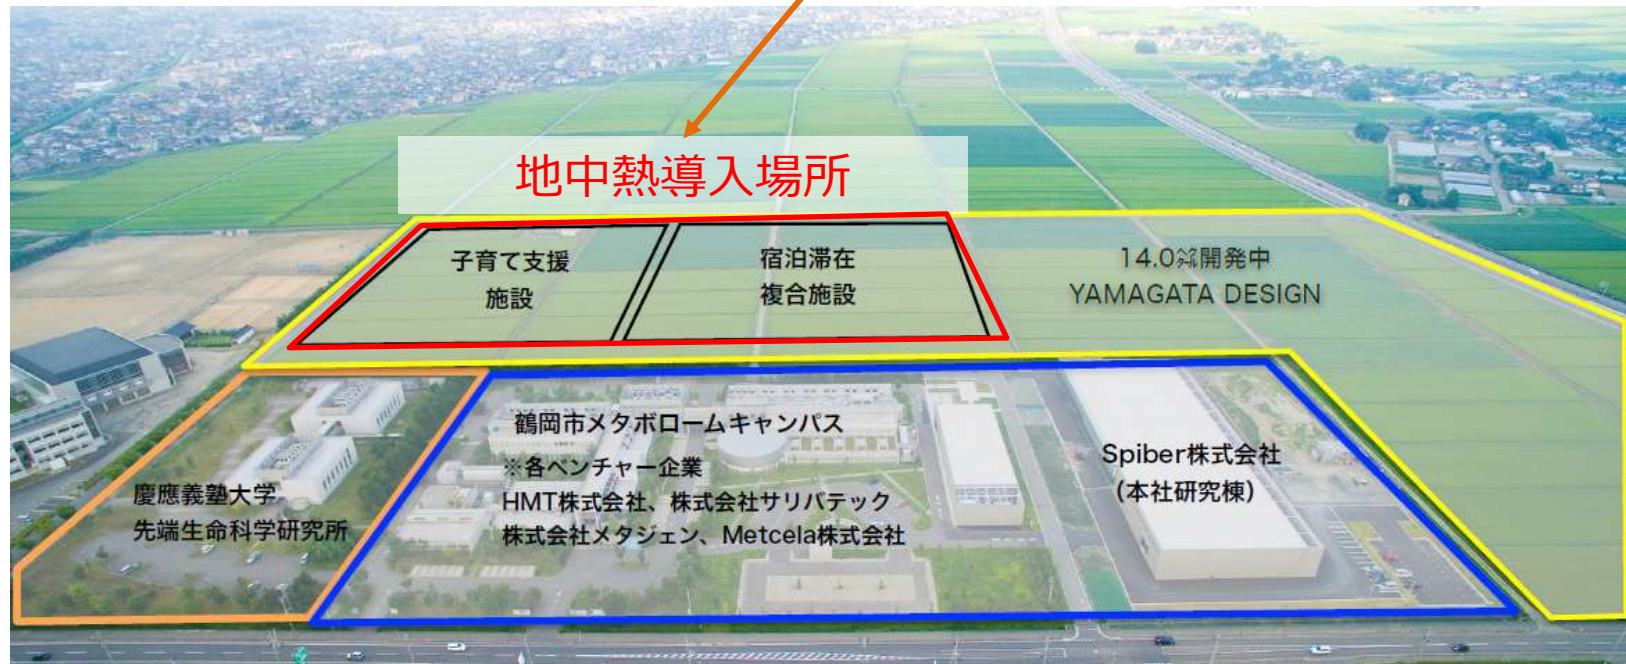 地中熱導入場所
子育て支援
施設
宿泊滞在
複合施設
14.0㌶開発中
YAMAGATA DESIGN
鶴岡市メタボロームキャンパス
※各ベンチャー企業
HMT株式会社、株式会社サリバテック
株式会社メタジェン、Metcela株式会社
Spiber株式会社
（本社研究棟）
慶應義塾大学
先端生命科学研究所